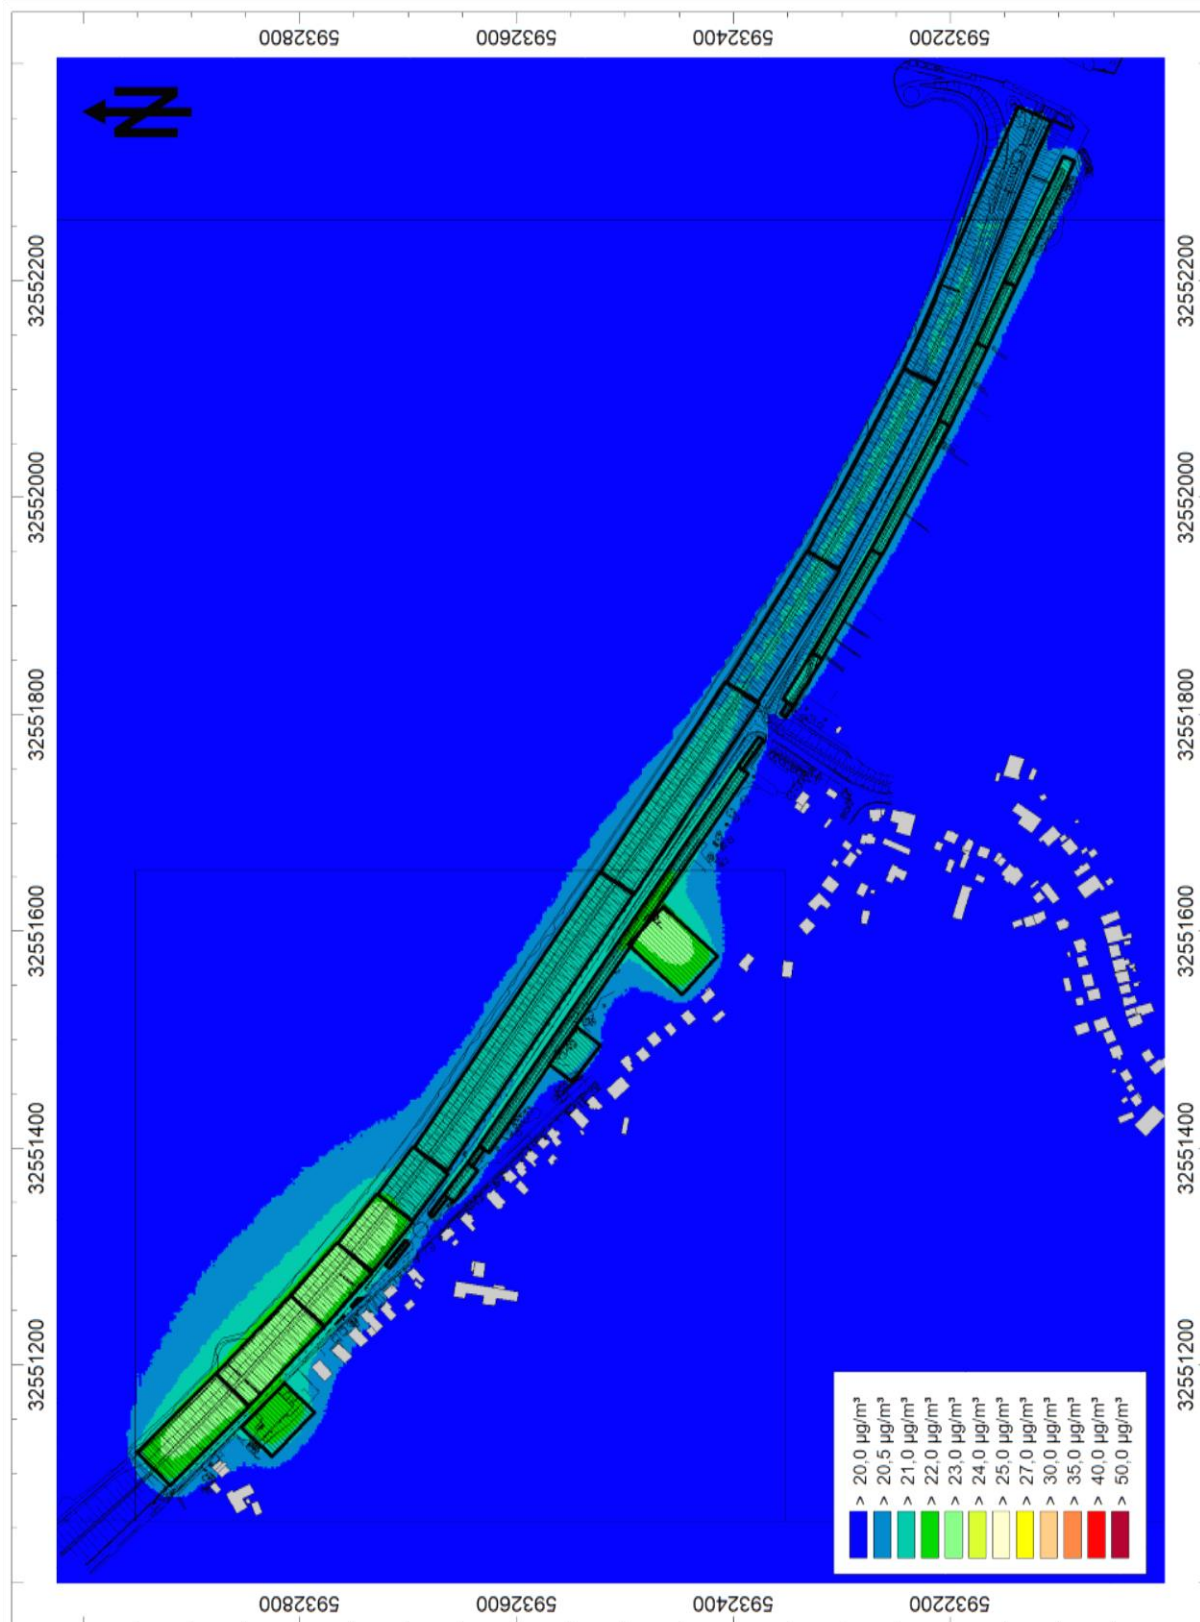 5932800
5932600
5932400
5932200
N
32552200
32552000
32551800
32551600
32551400
32551200
32552200
32552000
32551800
32551600
32551400
32551200
> 20,0 µg/m³
> 20,5 µg/m³
> 21,0 µg/m³
> 22,0 µg/m³
> 23,0 µg/m³
> 24,0 µg/m³
> 25,0 µg/m³
> 27,0 µg/m³
> 30,0 µg/m³
> 35,0 µg/m³
> 40,0 µg/m³
> 50,0 µg/m³
5932800
5932600
5932400
5932200